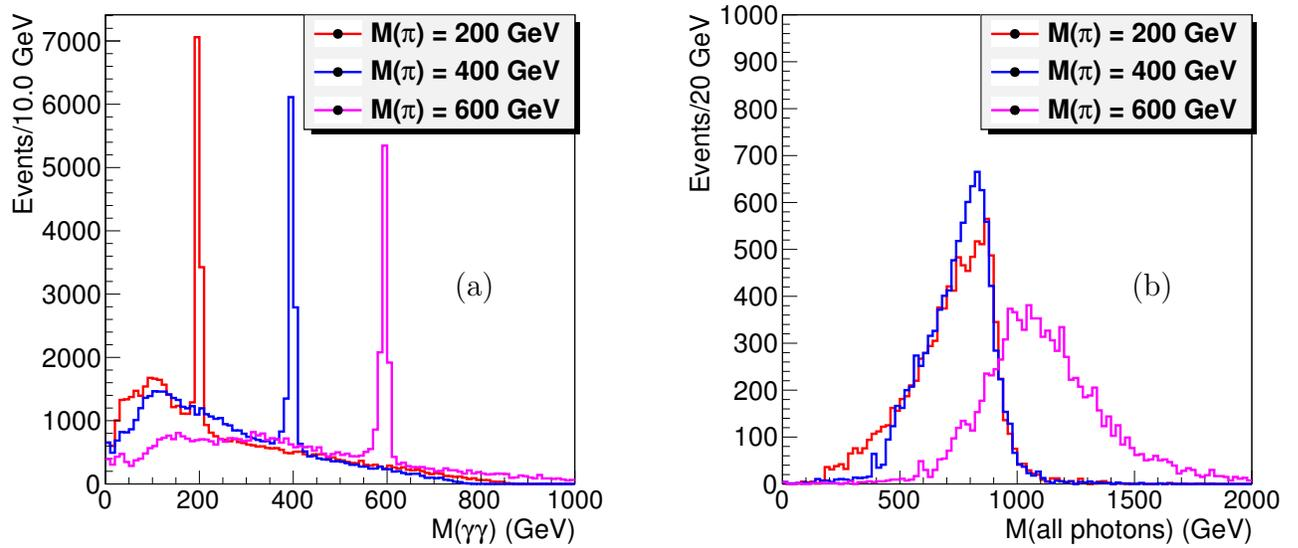 Events/10.0 GeV
7000
6000
5000
4000
3000
2000
1000
0
M(π) = 200 GeV
M(π) = 400 GeV
M(π) = 600 GeV
(a)
0 200 400 600 800 1000
M(γγ) (GeV)
Events/20 GeV
1000
900
800
700
600
500
400
300
200
100
0
M(π) = 200 GeV
M(π) = 400 GeV
M(π) = 600 GeV
(b)
0 500 1000 1500 2000
M(all photons) (GeV)